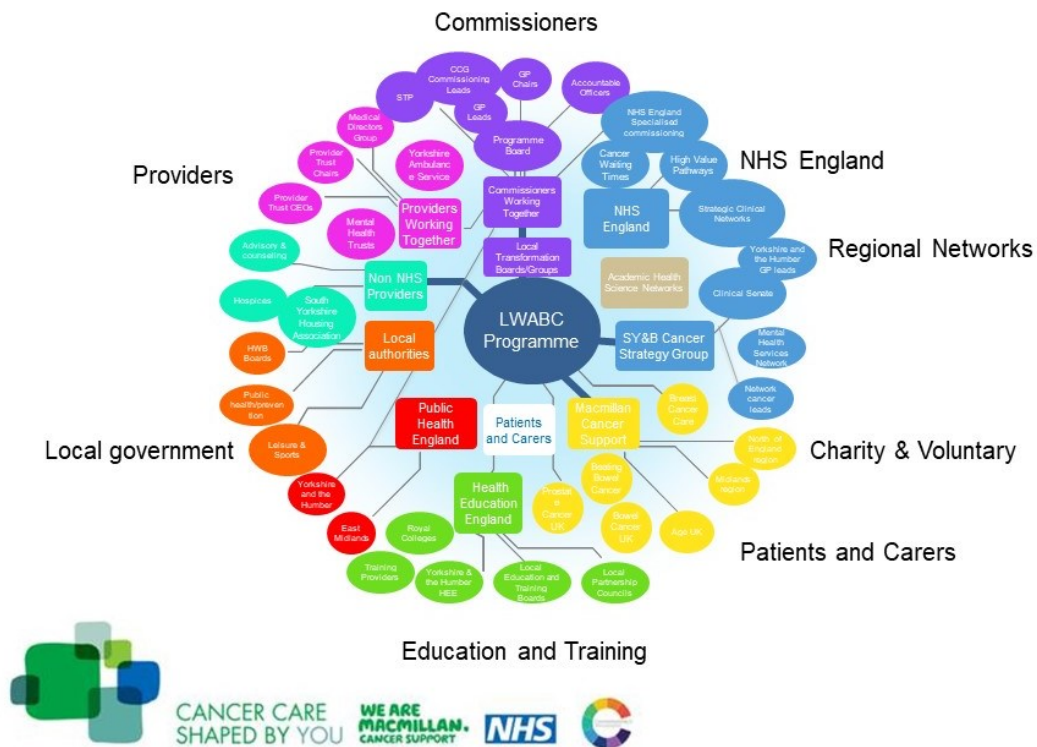 Commissioners
CCG
Commissioning
Leads
GP
Chairs
STP
Accountable
Officers
GP
Leads
Medical
Directors
Group
NHS England
Specialised
commissioning
Programme
Board
Provider
Trust
Chairs
Yorkshire
Ambulanc
e Service
Cancer
Waiting
Times
High Value
Pathways
Providers
NHS England
Commissioners
Working
Together
Provider
Trust CEOs
Providers
Working
Together
NHS
England
Strategic Clinical
Networks
Mental
Health
Trusts
Regional Networks
Advisory &
counseling
Local
Transformation
Boards/Groups
Yorkshire and
the Humber
GP leads
Non NHS
Providers
Academic Health
Science Networks
Clinical Senate
Hospices
South
Yorkshire
Housing
Association
LWABC
Programme
Local
authorities
SY&B Cancer
Strategy Group
HWB
Boards
Mental
Health
Services
Network
Public
health/preven
tion
Public
Health
England
Patients
and Carers
Macmillan
Cancer
Support
Breast
Cancer
Care
Network
cancer
leads
Local government
Leisure &
Sports
North of
England
region
Charity & Voluntary
Yorkshire
and the
Humber
Health
Education
England
Beating
Bowel
Cancer
Midlands
region
Prostat
e
Cancer
UK
East
Midlands
Royal
Colleges
Bowel
Cancer
UK
Age UK
Patients and Carers
Training
Providers
Yorkshire &
the Humber
HEE
Local
Education and
Training
Boards
Local
Partnership
Councils
Education and Training
CANCER CARE
SHAPED BY YOU
WE ARE
MACMILLAN.
CANCER SUPPORT
NHS